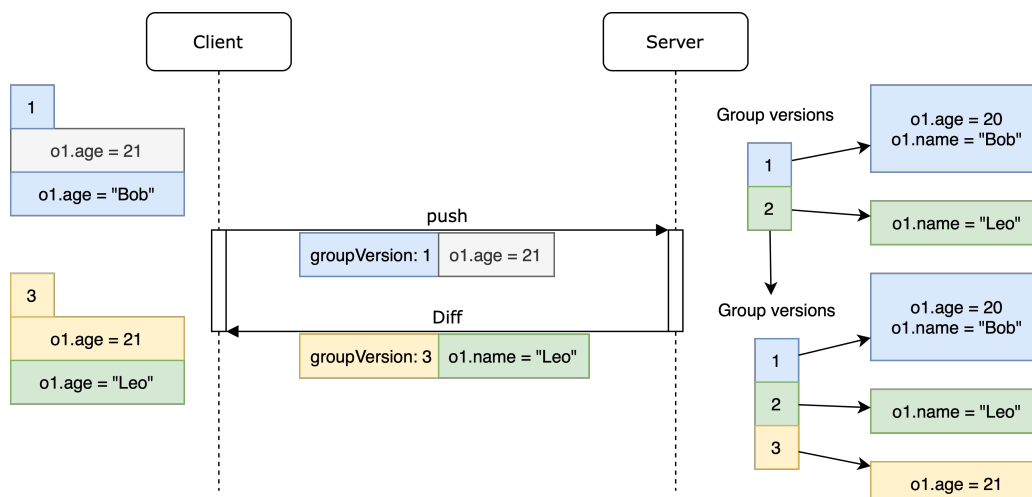 Client
Server
1
o1.age = 21
o1.age = "Bob"
Group versions
1
2
o1.age = 20
o1.name = "Bob"
o1.name = "Leo"
push
groupVersion: 1
o1.age = 21
3
o1.age = 21
o1.age = "Leo"
Diff
groupVersion: 3
o1.name = "Leo"
Group versions
1
2
3
o1.age = 20
o1.name = "Bob"
o1.name = "Leo"
o1.age = 21